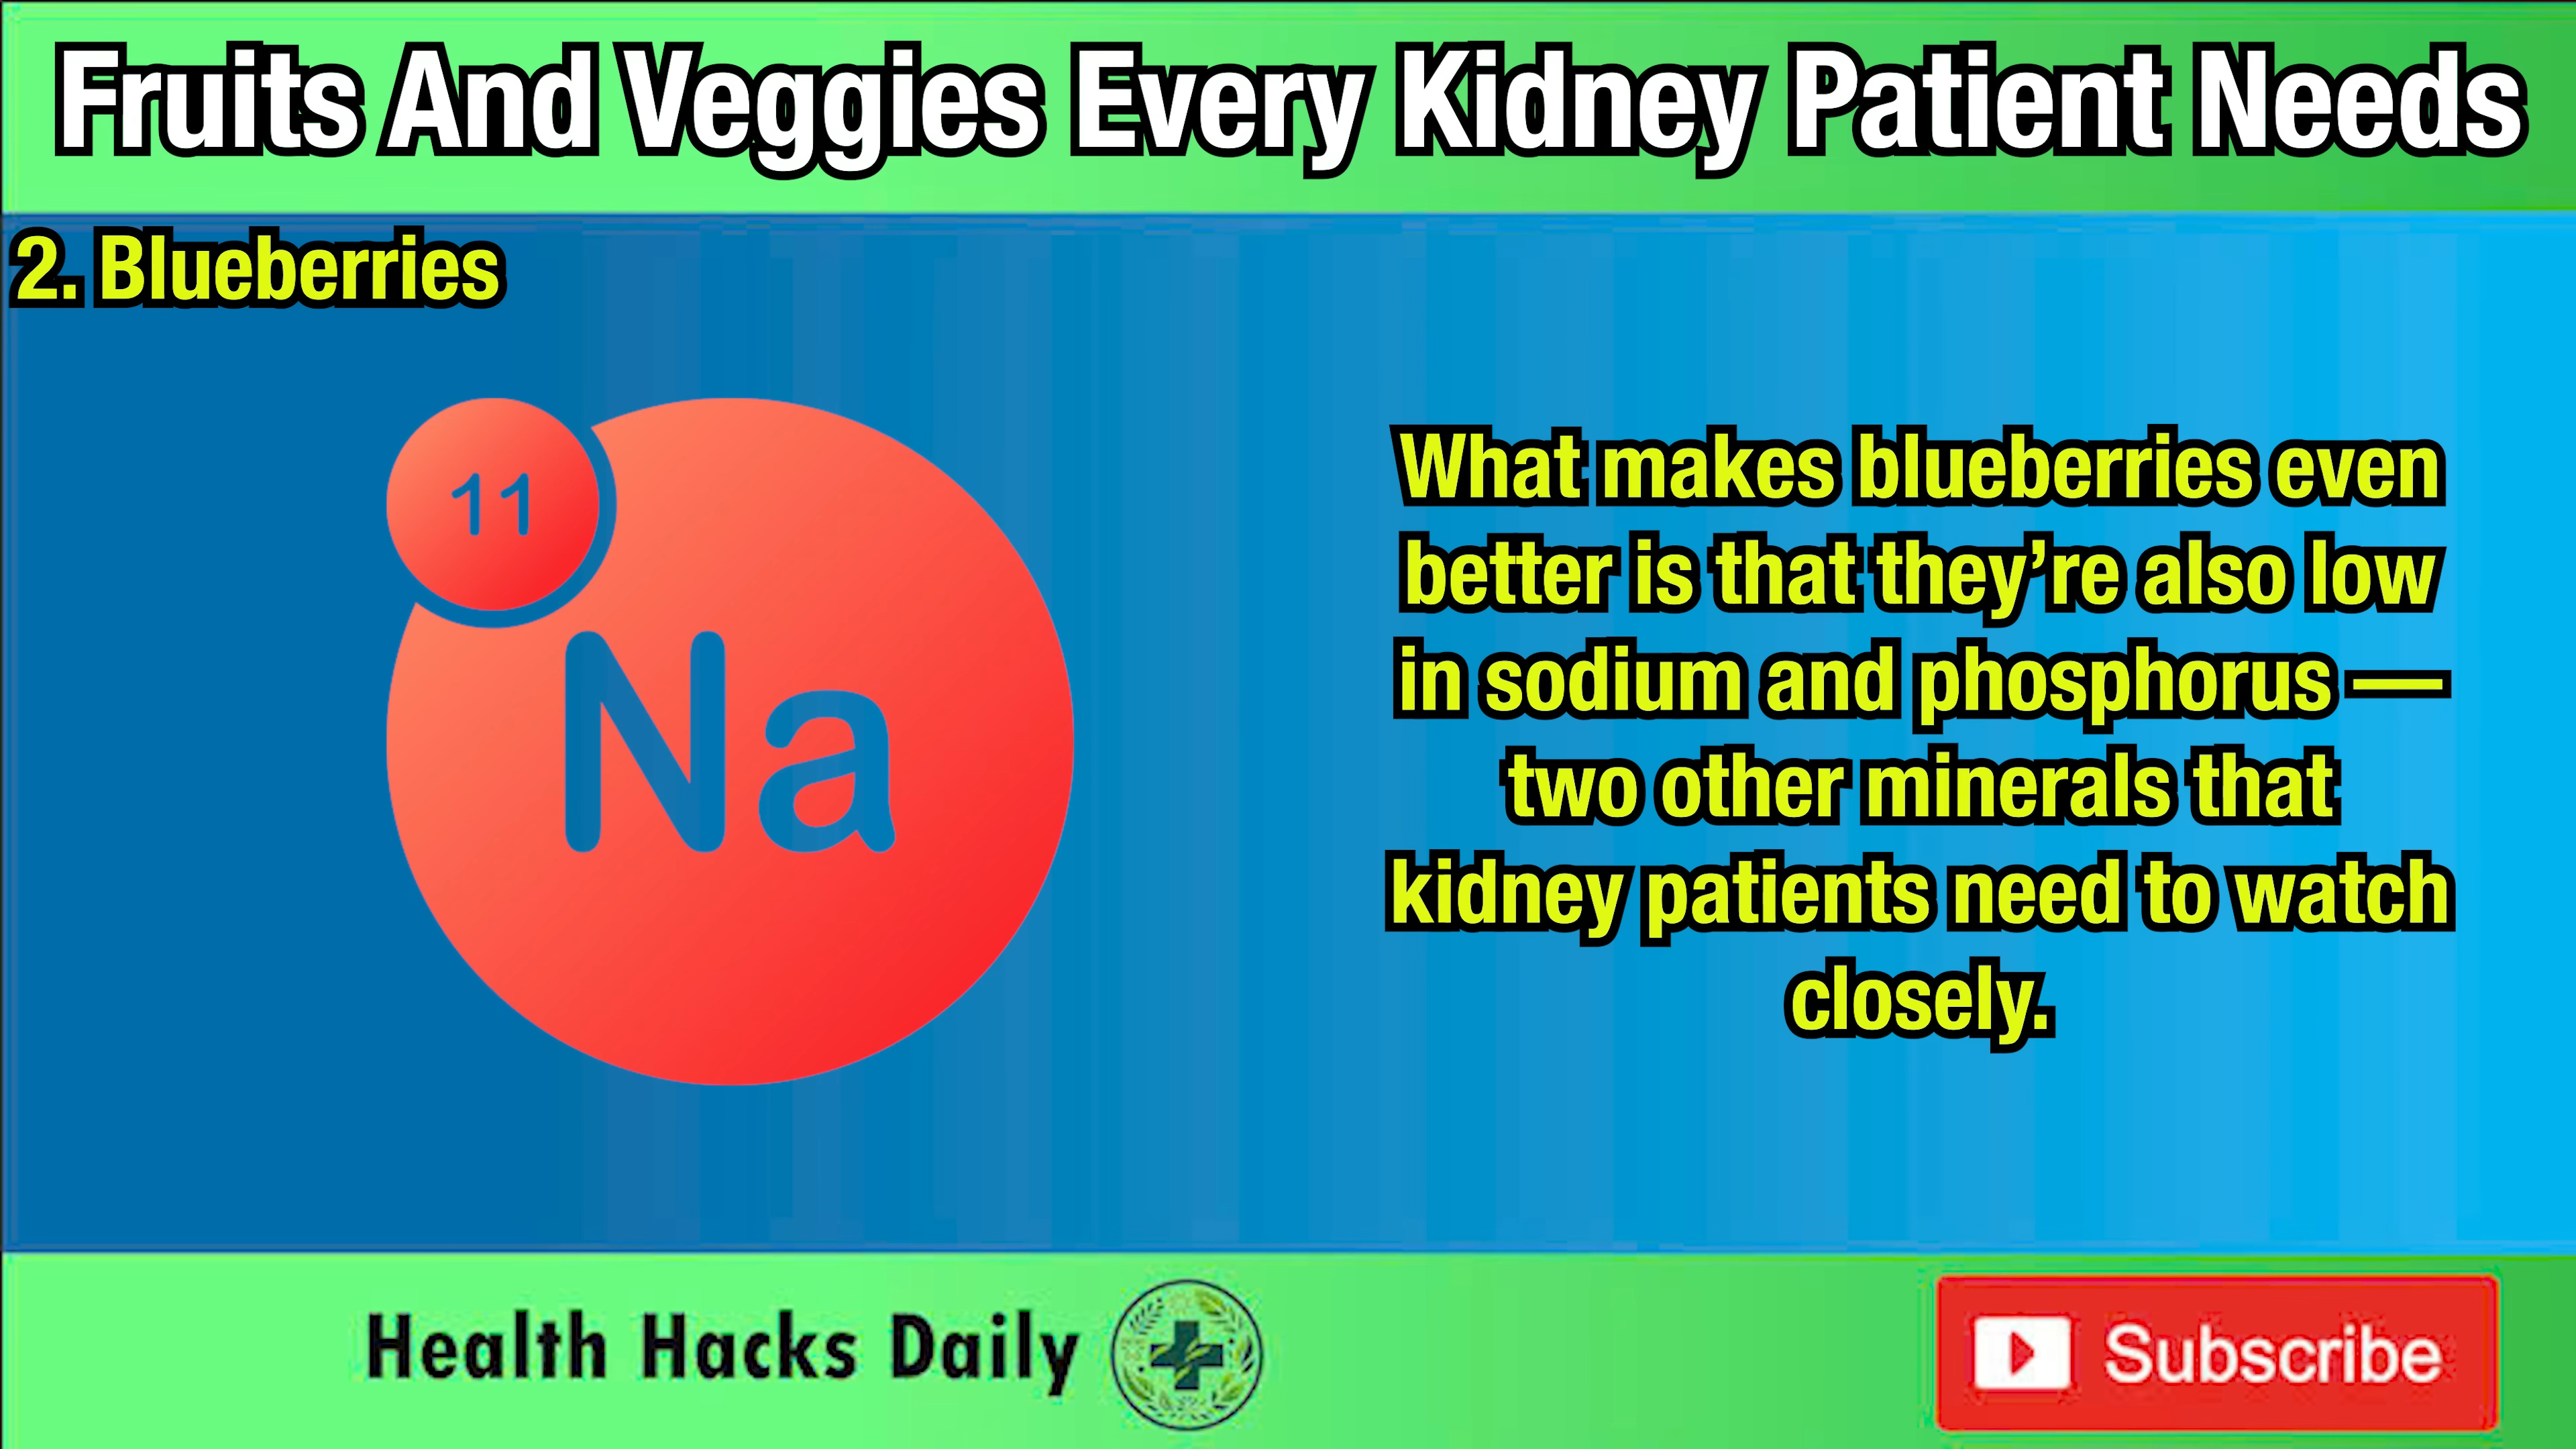 Fruits And Veggies Every Kidney Patient Needs
2. Blueberries
11
Na
What makes blueberries even
better is that they’re also low
in sodium and phosphorus —
two other minerals that
kidney patients need to watch
closely.
Health Hacks Daily
Subscribe